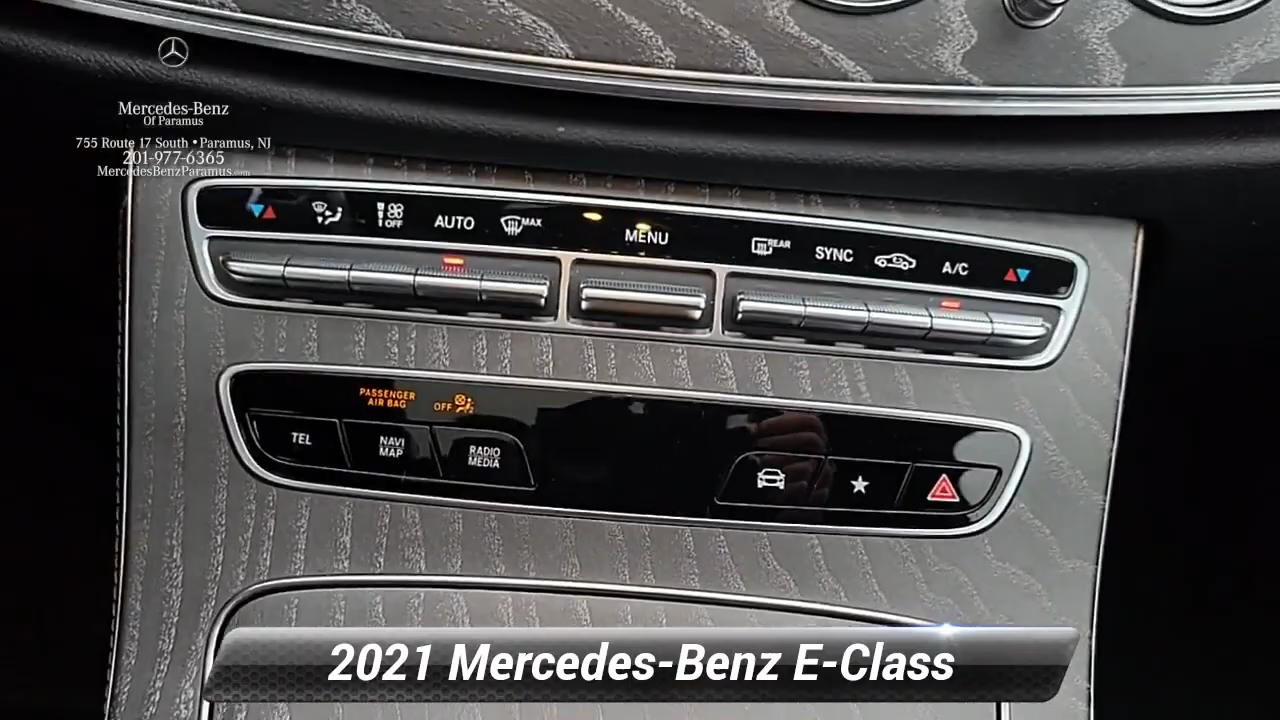 Mercedes-Benz
Of Paramus
755 Route 17 South • Paramus, NJ
201-977-6365
MercedesBenzParamus.com
OFF
AUTO
MAX
MENU
REAR
SYNC
A/C
PASSENGER
AIR BAG
OFF
TEL
NAVI
MAP
RADIO
MEDIA
2021 Mercedes-Benz E-Class